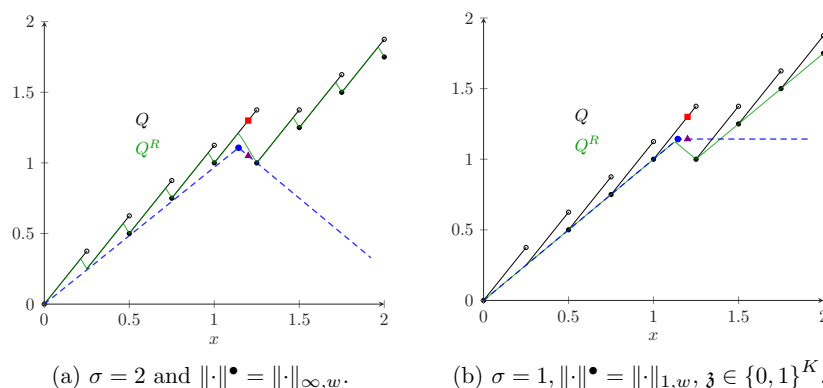 2
1.5
1
0.5
0
0
0.5
1
1.5
2
x
Q
Q^R
(a) σ = 2 and ‖·‖^● = ‖·‖_{∞,w}.
2
1.5
1
0.5
0
0
0.5
1
1.5
2
x
Q
Q^R
(b) σ = 1, ‖·‖^● = ‖·‖_{1,w}, 𝔷 ∈ {0, 1}^K.